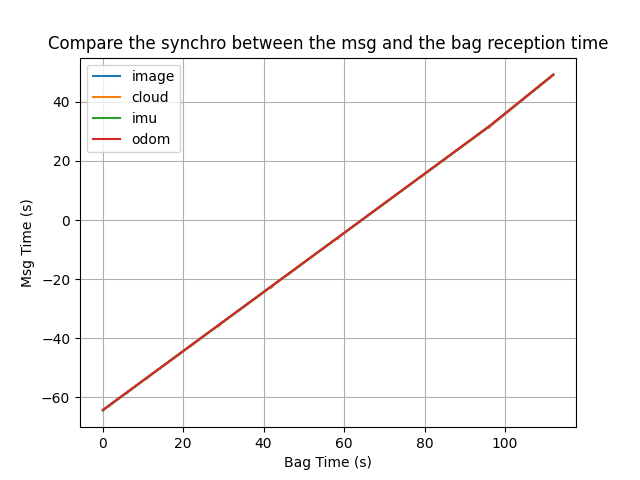 Compare the synchro between the msg and the bag reception time
image
cloud
imu
odom
40
20
0
−20
−40
−60
Msg Time (s)
0 20 40 60 80 100
Bag Time (s)